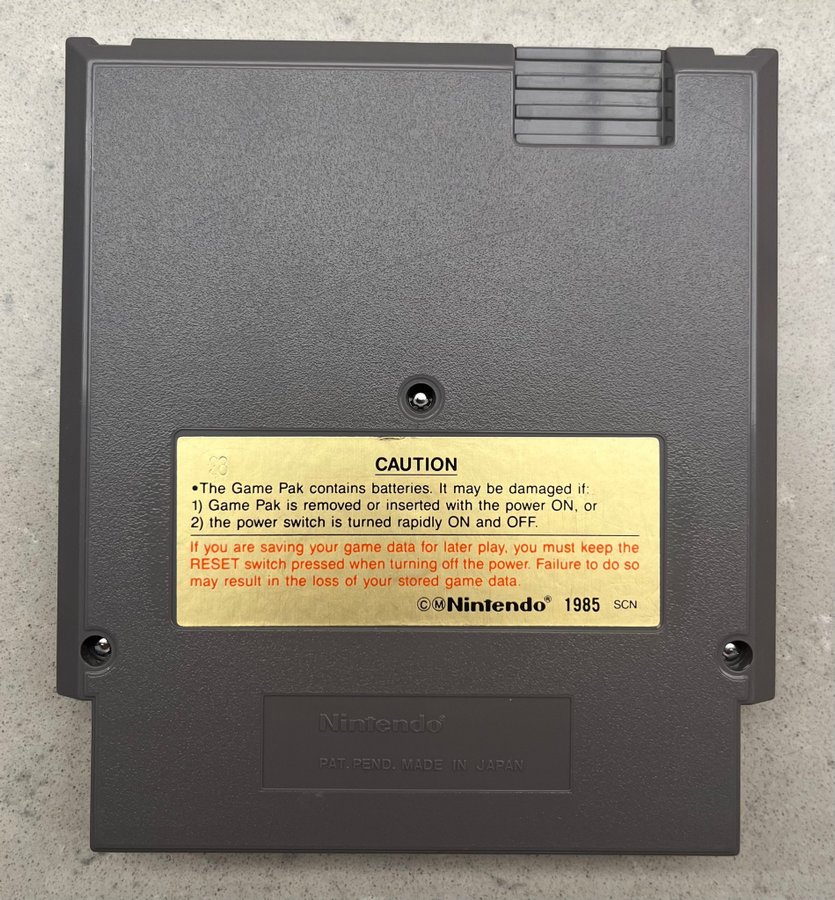 CAUTION
•The Game Pak contains batteries. It may be damaged if:
1) Game Pak is removed or inserted with the power ON, or
2) the power switch is turned rapidly ON and OFF.
If you are saving your game data for later play, you must keep the
RESET switch pressed when turning off the power. Failure to do so
may result in the loss of your stored game data.
©ⓂNintendo® 1985 SCN
Nintendo®
PAT. PEND. MADE IN JAPAN